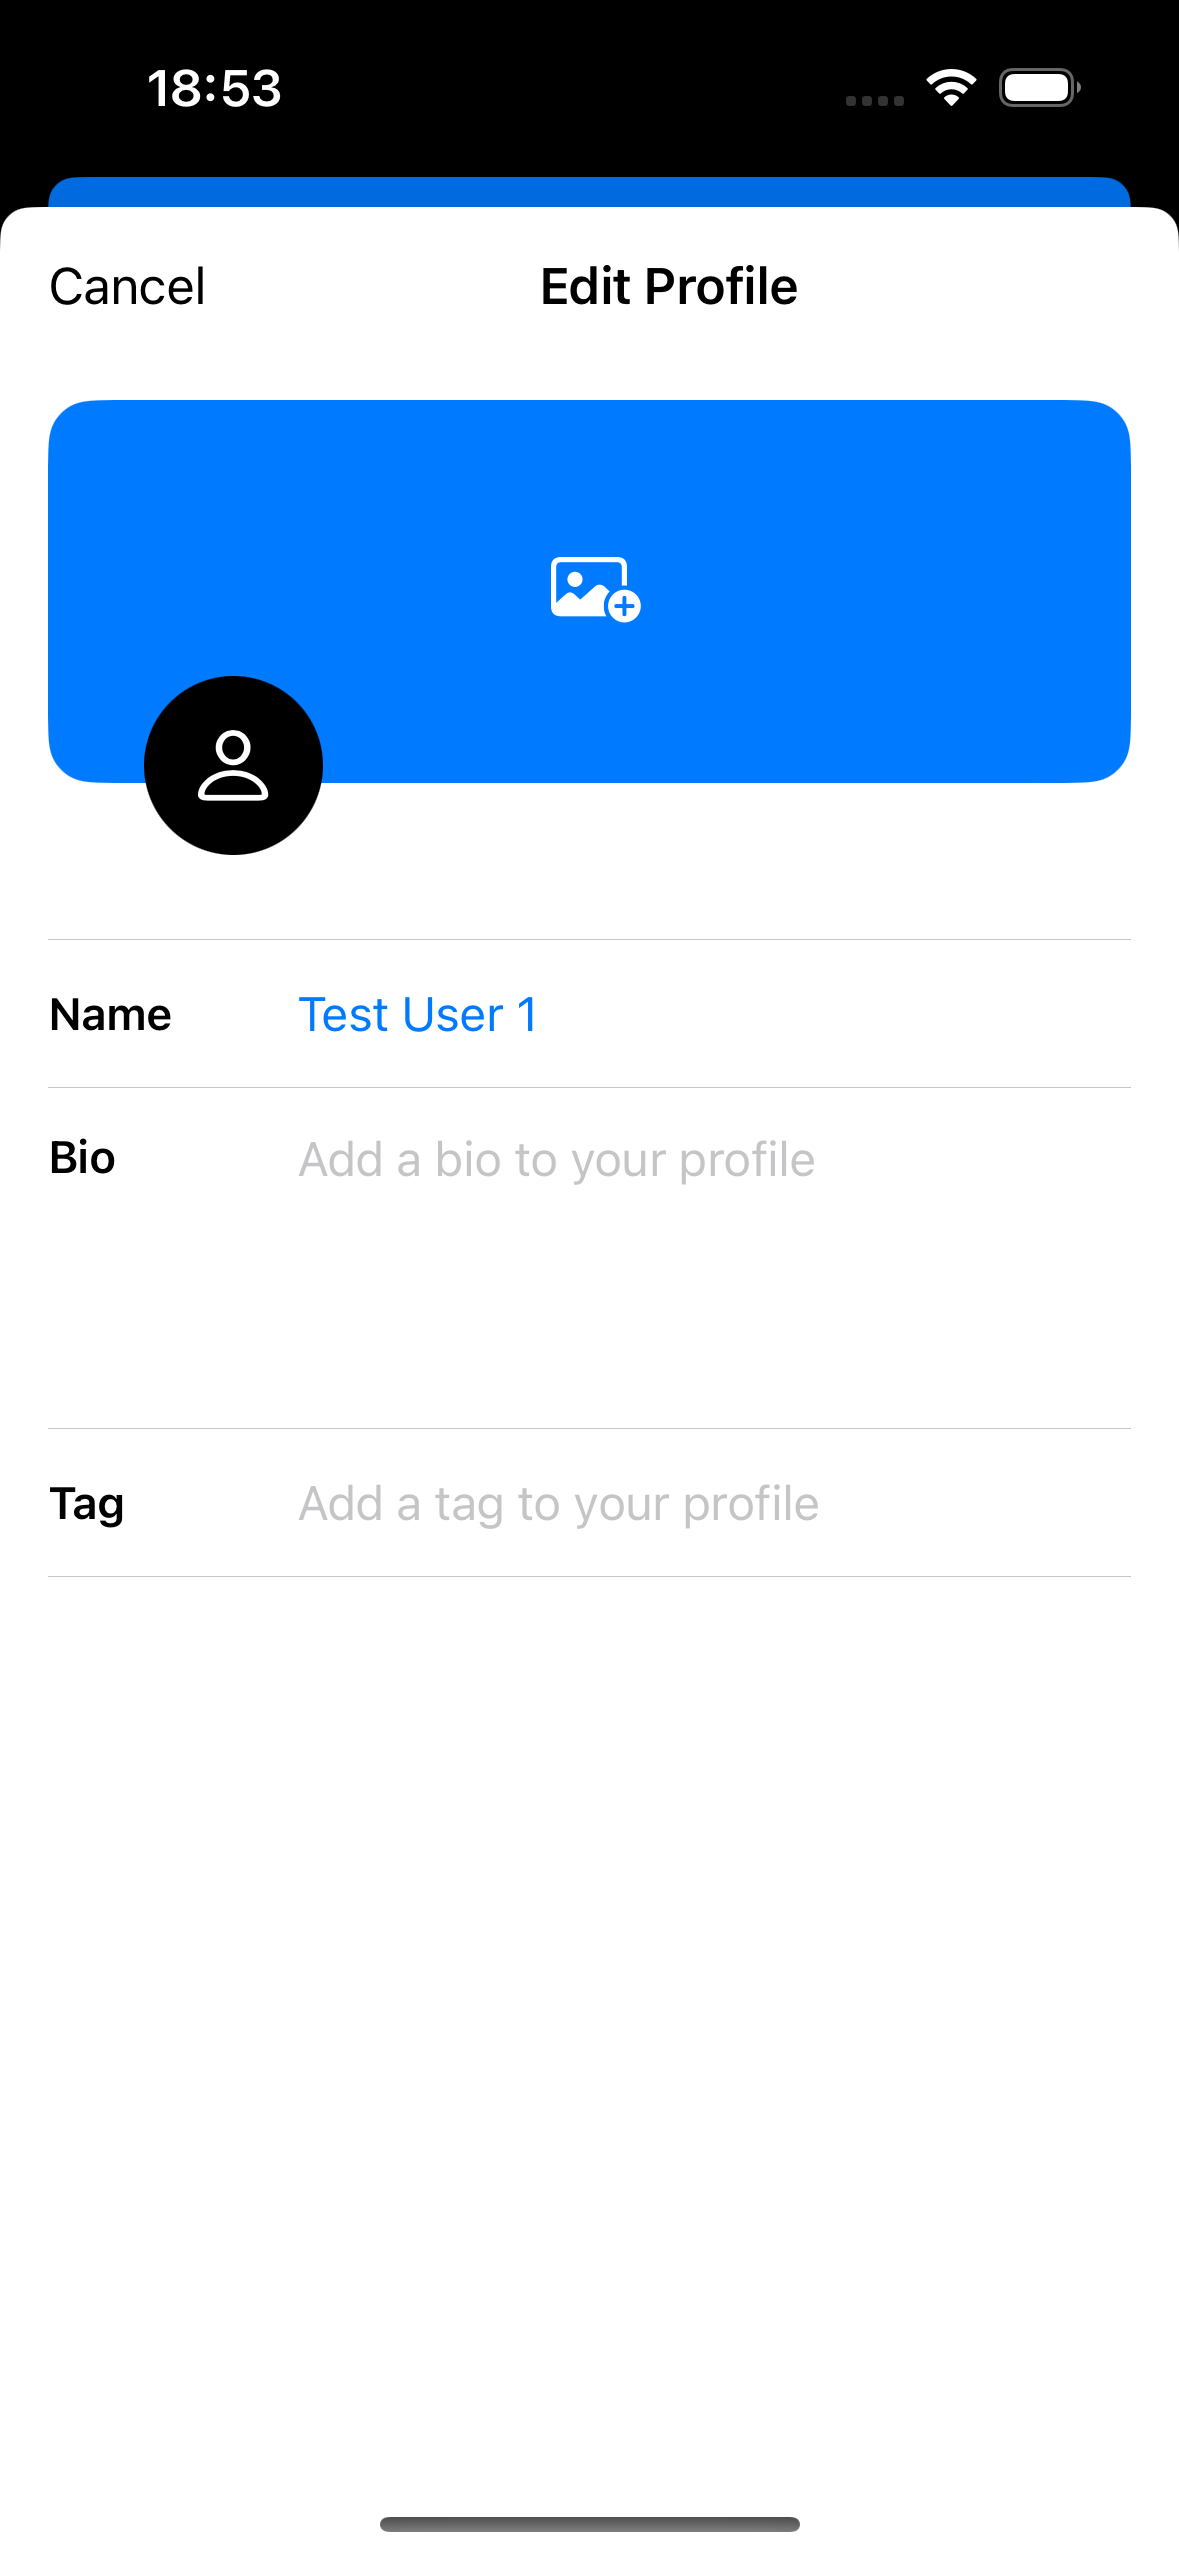 18:53
Cancel
Edit Profile
Name
Test User 1
Bio
Add a bio to your profile
Tag
Add a tag to your profile